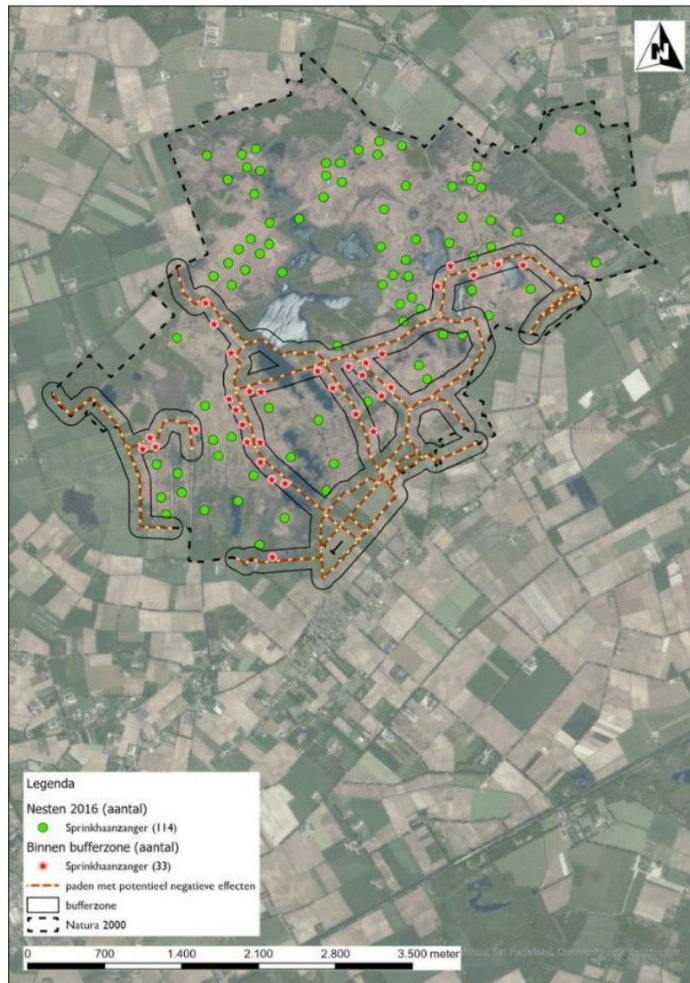 N
Legenda
Nesten 2016 (aantal)
Sprinkhaanzanger (114)
Binnen bufferzone (aantal)
Sprinkhaanzanger (33)
paden met potentieel negatieve effecten
bufferzone
Natura 2000
0 700 1.400 2.100 2.800 3.500 meter